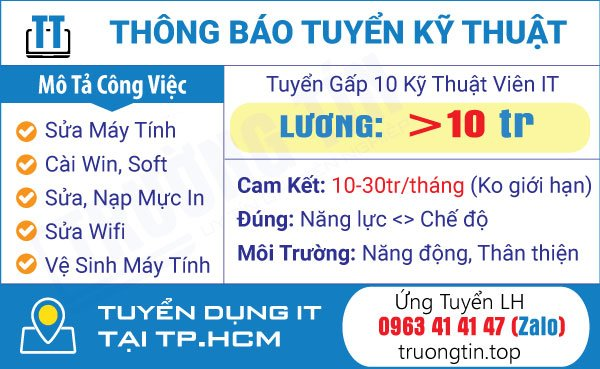 TT
THÔNG BÁO TUYỂN KỸ THUẬT
Mô Tả Công Việc
Sửa Máy Tính
Cài Win, Soft
Sửa, Nạp Mực In
Sửa Wifi
Vệ Sinh Máy Tính
Tuyển Gấp 10 Kỹ Thuật Viên IT
LƯƠNG: >10 tr
Cam Kết: 10-30tr/tháng (Ko giới hạn)
Đúng: Năng lực <> Chế độ
Môi Trường: Năng động, Thân thiện
TUYỂN DỤNG IT
TẠI TP.HCM
Ứng Tuyển LH
0963 41 41 47 (Zalo)
truongtin.top